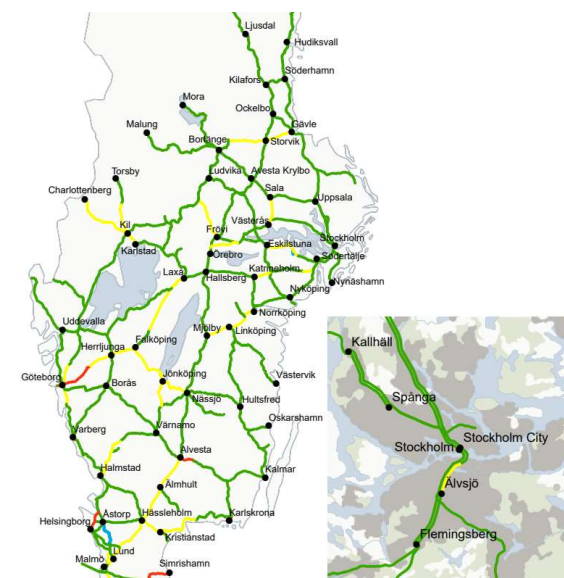 Ljusdal
Hudiksvall
Kilafors
Söderhamn
Mora
Ockelbo
Malung
Gävle
Borlänge
Storvik
Torsby
Ludvika
Avesta Krylbo
Charlottenberg
Sala
Uppsala
Kil
Frövi
Västerås
Karlstad
Örebro
Eskilstuna
Stockholm
Södertälje
Laxå
Hallsberg
Katrineholm
Nyköping
Nynäshamn
Norrköping
Uddevalla
Mjölby
Linköping
Herrljunga
Falköping
Göteborg
Borås
Jönköping
Nässjö
Västervik
Hultsfred
Oskarshamn
Varberg
Värnamo
Alvesta
Halmstad
Älmhult
Kalmar
Åstorp
Helsingborg
Hässleholm
Karlskrona
Kristianstad
Lund
Malmö
Simrishamn
Kallhäll
Spånga
Stockholm City
Stockholm
Älvsjö
Flemingsberg